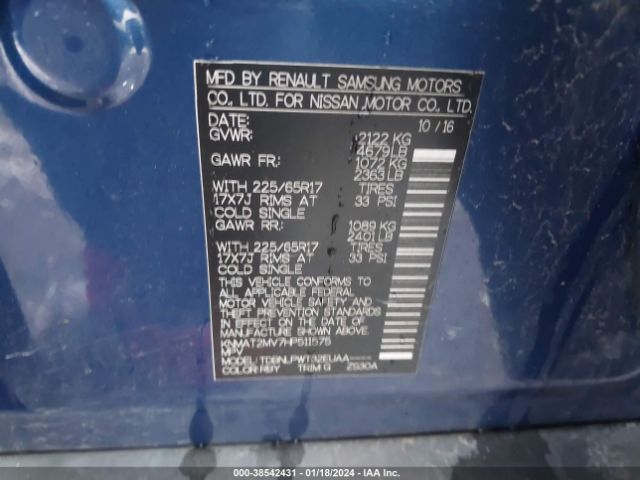 MFD BY RENAULT SAMSUNG MOTORS
CO., LTD. FOR NISSAN MOTOR CO., LTD.
DATE: 10 / 16
GVWR: 2122 KG
4679 LB
GAWR FR: 1072 KG
2363 LB
WITH 225/65R17 TIRES
17X7J RIMS AT 33 PSI
COLD SINGLE
GAWR RR: 1089 KG
2401 LB
WITH 225/65R17 TIRES
17X7J RIMS AT 33 PSI
COLD SINGLE
THIS VEHICLE CONFORMS TO
ALL APPLICABLE FEDERAL
MOTOR VEHICLE SAFETY AND
THEFT PREVENTION STANDARDS
IN EFFECT ON THE DATE OF
MANUFACTURE SHOWN ABOVE.
KNMAT2MV7HP511575
MPV
MODEL: TDBNLPWT32EUAA----
COLOR: RBY TRIM: G ZS30A
000-38542431 - 01/18/2024 - IAA Inc.